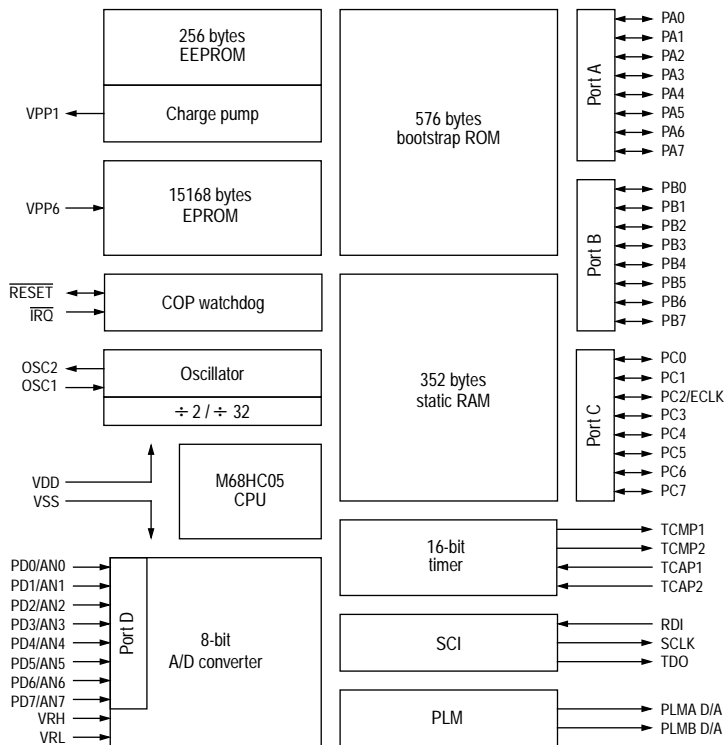 256 bytes
EEPROM
Charge pump
VPP1
15168 bytes
EPROM
VPP6
COP watchdog
RESET
IRQ
Oscillator
÷ 2 / ÷ 32
OSC2
OSC1
M68HC05
CPU
VDD
VSS
PD0/AN0
PD1/AN1
PD2/AN2
PD3/AN3
PD4/AN4
PD5/AN5
PD6/AN6
PD7/AN7
VRH
VRL
Port D
8-bit
A/D converter
576 bytes
bootstrap ROM
352 bytes
static RAM
16-bit
timer
SCI
PLM
Port A
PA0
PA1
PA2
PA3
PA4
PA5
PA6
PA7
Port B
PB0
PB1
PB2
PB3
PB4
PB5
PB6
PB7
Port C
PC0
PC1
PC2/ECLK
PC3
PC4
PC5
PC6
PC7
TCMP1
TCMP2
TCAP1
TCAP2
RDI
SCLK
TDO
PLMA D/A
PLMB D/A